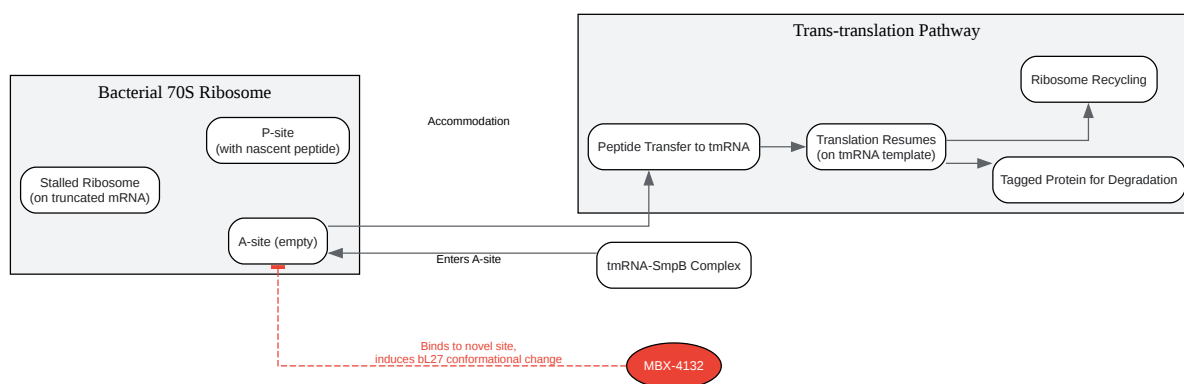 Trans-translation Pathway
Bacterial 70S Ribosome
Ribosome Recycling
P-site
(with nascent peptide)
Accommodation
Peptide Transfer to tmRNA
Translation Resumes
(on tmRNA template)
Stalled Ribosome
(on truncated mRNA)
Tagged Protein for Degradation
A-site (empty)
Enters A-site
tmRNA-SmpB Complex
Binds to novel site,
induces bL27 conformational change
MBX-4132